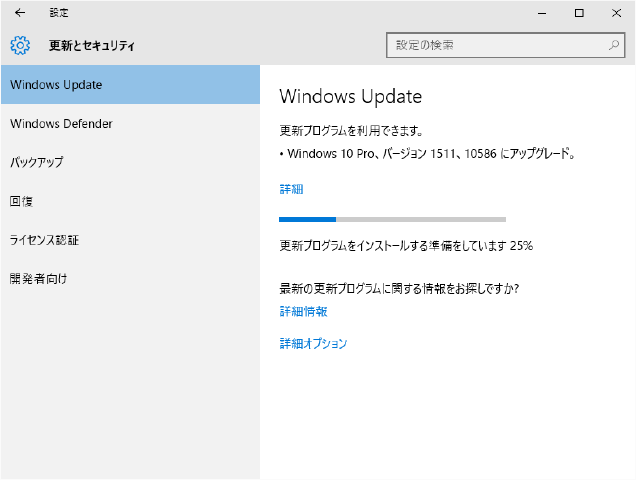 設定
更新とセキュリティ
設定の検索
Windows Update
Windows Defender
バックアップ
回復
ライセンス認証
開発者向け
Windows Update
更新プログラムを利用できます。
• Windows 10 Pro、バージョン 1511、10586 にアップグレード。
詳細
更新プログラムをインストールする準備をしています 25%
最新の更新プログラムに関する情報をお探しですか?
詳細情報
詳細オプション